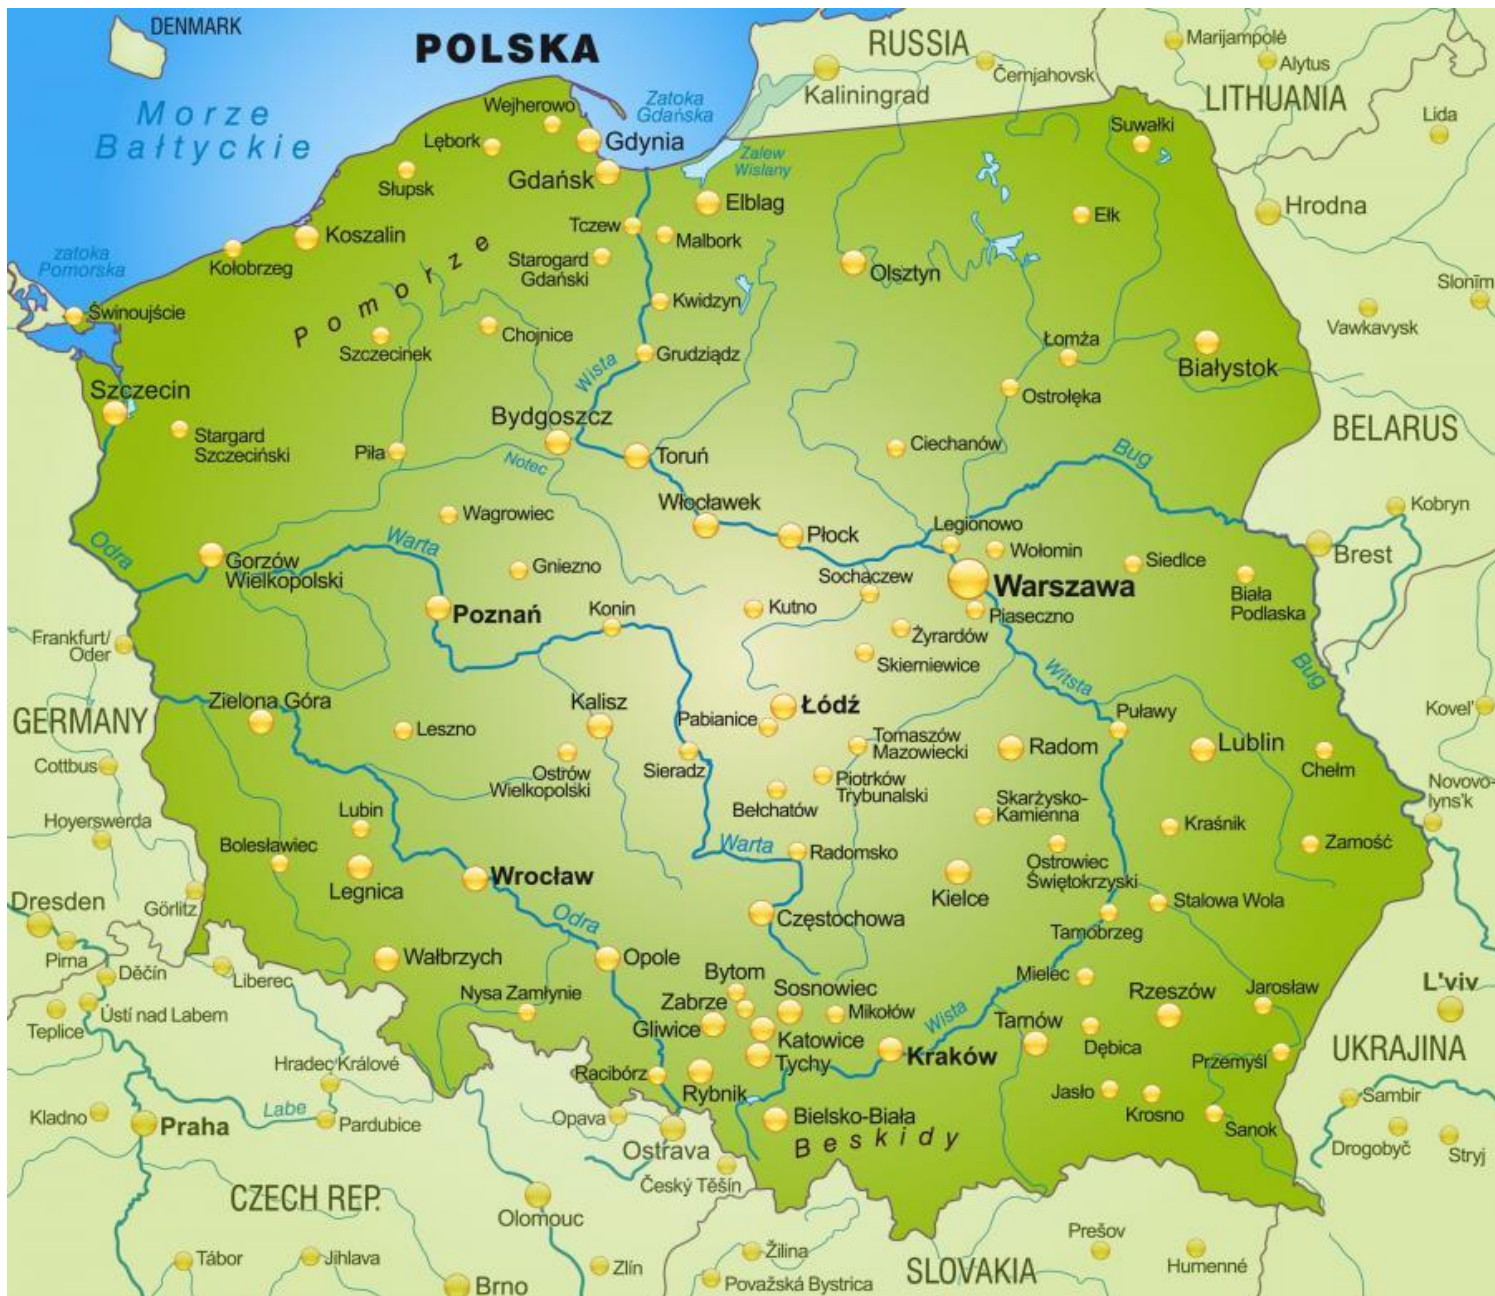 DENMARK
POLSKA
RUSSIA
Marijampolé
Alytus
Černjahovsk
Kaliningrad
LITHUANIA
Lida
Morze
Bałtyckie
Zatoka
Gdańska
Wejherowo
Gdynia
Lębork
Suwałki
Zalew
Wislany
Słupsk
Gdańsk
Elblag
Hrodna
Koszalin
Tczew
Malbork
Ełk
zatoka
Pomorska
Kołobrzeg
Pomorze
Starogard
Gdański
Olsztyn
Slonīm
Świnoujście
Kwidzyn
Vawkavysk
Szczecinek
Chojnice
Grudziądz
Łomża
Białystok
Wista
Szczecin
Ostrołęka
Stargard
Szczeciński
Bydgoszcz
Piła
Notec
Toruń
Ciechanów
Bug
BELARUS
Włocławek
Kobryn
Wagrowiec
Płock
Legionowo
Wołomin
Siedlce
Brest
Odra
Gorzów
Wielkopolski
Warta
Gniezno
Sochaczew
Warszawa
Biała
Podlaska
Poznań
Konin
Kutno
Piaseczno
Żyrardów
Skierniewice
Frankfurt/
Oder
Witsta
Bug
GERMANY
Zielona Góra
Kalisz
Łódź
Pabianice
Puławy
Kovel'
Leszno
Tomaszów
Mazowiecki
Radom
Lublin
Chełm
Cottbus
Ostrów
Wielkopolski
Sieradz
Piotrków
Trybunalski
Bełchatów
Novovo-
lyns'k
Lubin
Skarżysko-
Kamienna
Kraśnik
Zamość
Hoyerswerda
Bolesławiec
Warta
Radomsko
Ostrowiec
Świętokrzyski
Legnica
Wrocław
Kielce
Stalowa Wola
Dresden
Görlitz
Odra
Częstochowa
Tarnobrzeg
Pirna
Děčín
Liberec
Wałbrzych
Opole
Bytom
Mielec
L'viv
Teplice
Ústí nad Labem
Nysa Zamłynie
Zabrze
Sosnowiec
Mikołów
Rzeszów
Jarosław
Gliwice
Katowice
Wista
Tarnów
Dębica
Hradec Králové
Tychy
Kraków
Przemyśl
UKRAJINA
Racibórz
Rybnik
Jasło
Krosno
Sambir
Kladno
Praha
Labe
Pardubice
Opava
Bielsko-Biała
Beskidy
Sanok
Ostrava
Drogobyč
Stryj
Český Těšín
CZECH REP.
Olomouc
Tábor
Jihlava
Brno
Zlín
Žilina
Považská Bystrica
SLOVAKIA
Prešov
Humenné